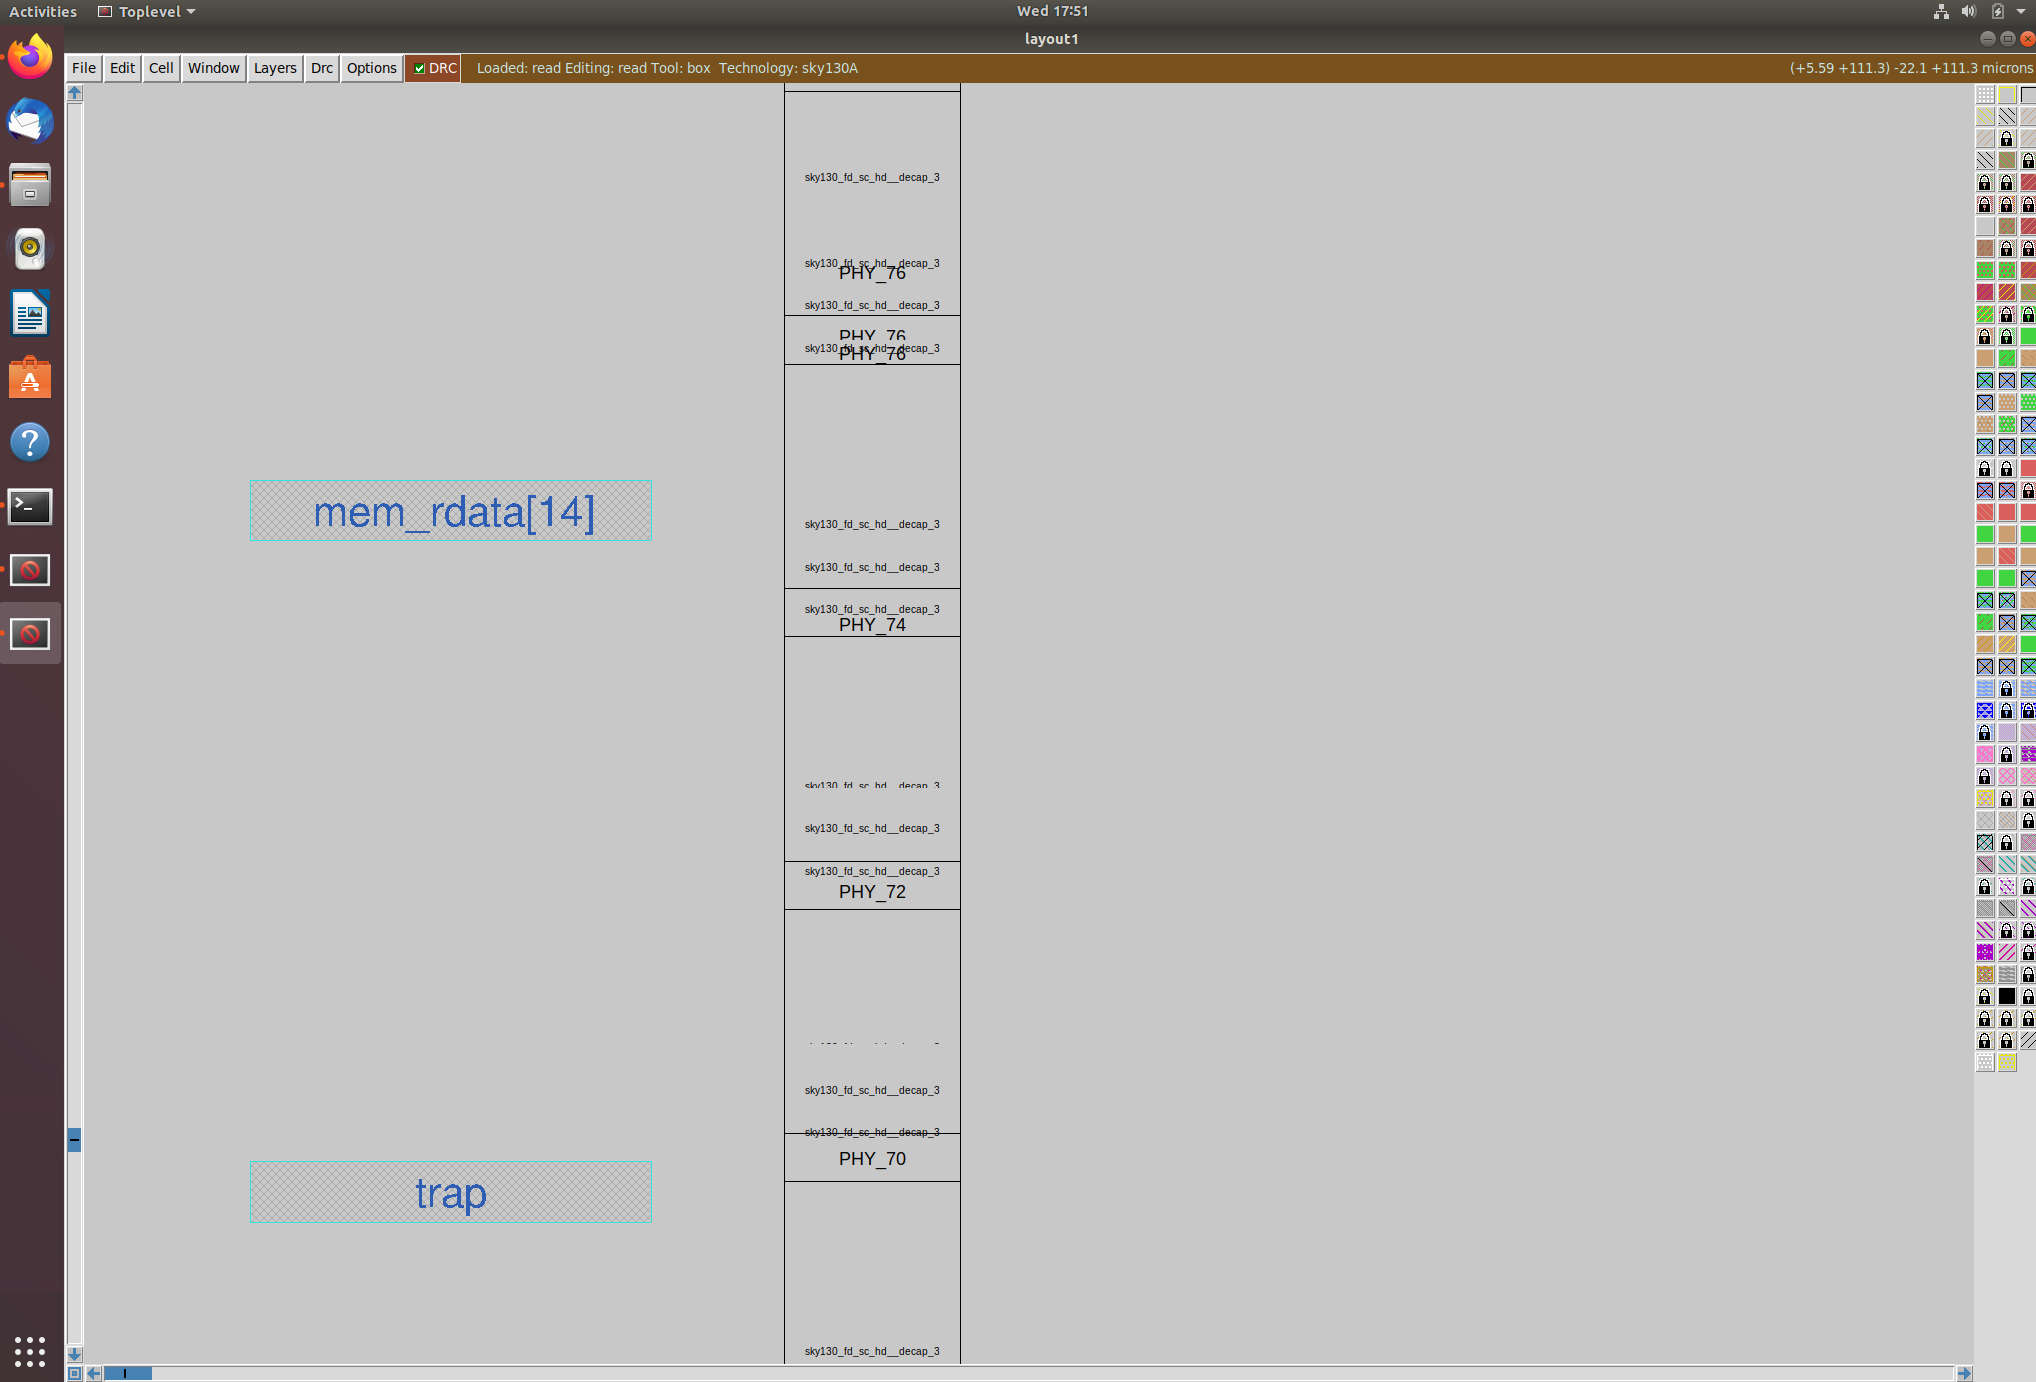 Activities Toplevel Wed 17:51
layout1
File Edit Cell Window Layers Drc Options DRC Loaded: read Editing: read Tool: box Technology: sky130A (+5.59 +111.3) -22.1 +111.3 microns
sky130_fd_sc_hd__decap_3
sky130_fd_sc_hd__decap_3
PHY_76
sky130_fd_sc_hd__decap_3
PHY_76
sky130_fd_sc_hd__decap_3
PHY_76
mem_rdata[14]
sky130_fd_sc_hd__decap_3
sky130_fd_sc_hd__decap_3
sky130_fd_sc_hd__decap_3
PHY_74
sky130_fd_sc_hd__decap_3
sky130_fd_sc_hd__decap_3
sky130_fd_sc_hd__decap_3
PHY_72
sky130_fd_sc_hd__decap_3
sky130_fd_sc_hd__decap_3
PHY_70
trap
sky130_fd_sc_hd__decap_3